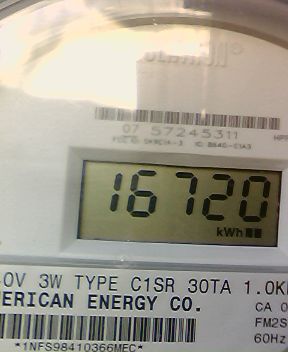 07 57245311
16720
kWh
0V 3W TYPE C1SR 30TA 1.0K
ERICAN ENERGY CO.
CA 0
FM2S
60Hz
*1NFS98410366MEC*